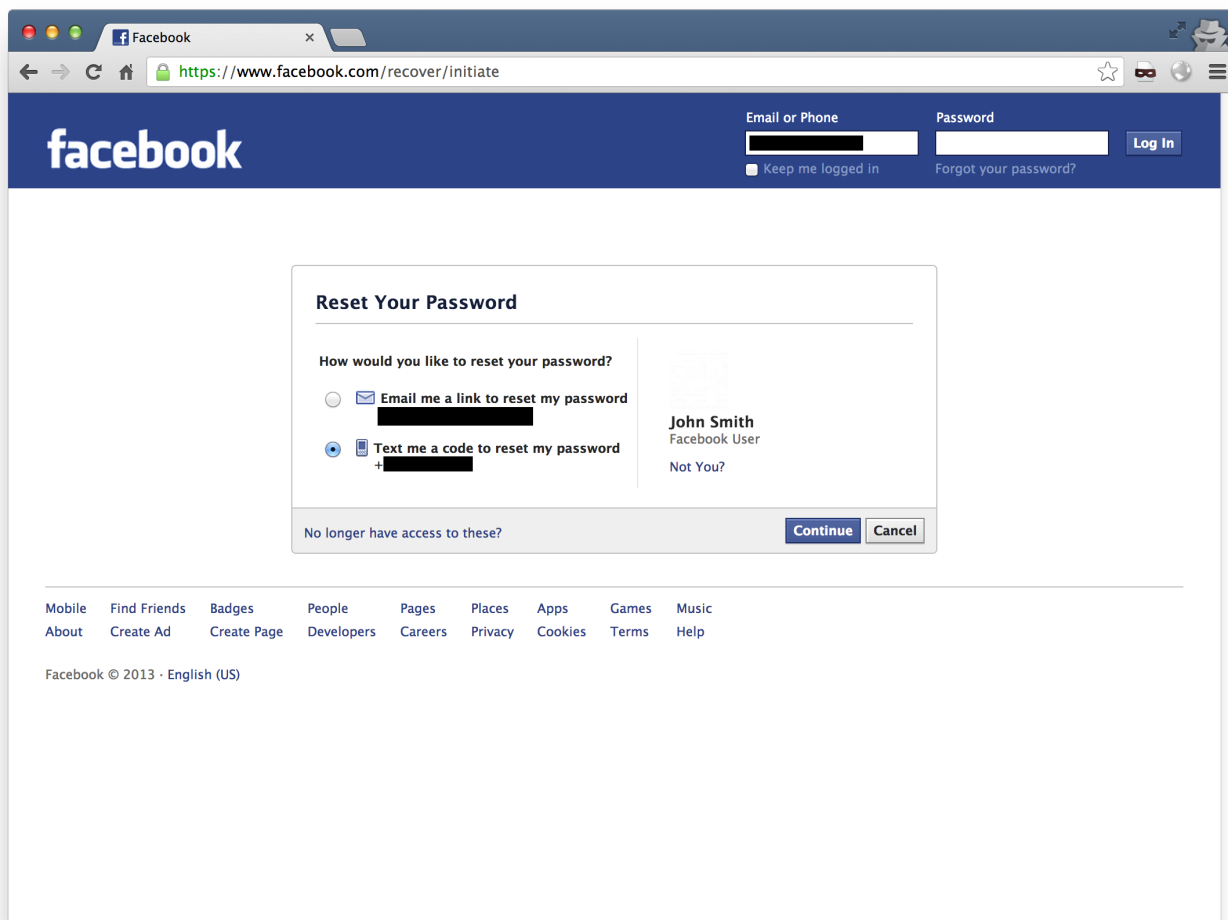 Facebook
https://www.facebook.com/recover/initiate
facebook
Email or Phone
Password
Log In
Keep me logged in
Forgot your password?
Reset Your Password
How would you like to reset your password?
Email me a link to reset my password
Text me a code to reset my password
+
John Smith
Facebook User
Not You?
No longer have access to these?
Continue
Cancel
Mobile Find Friends Badges People Pages Places Apps Games Music
About Create Ad Create Page Developers Careers Privacy Cookies Terms Help
Facebook © 2013 · English (US)